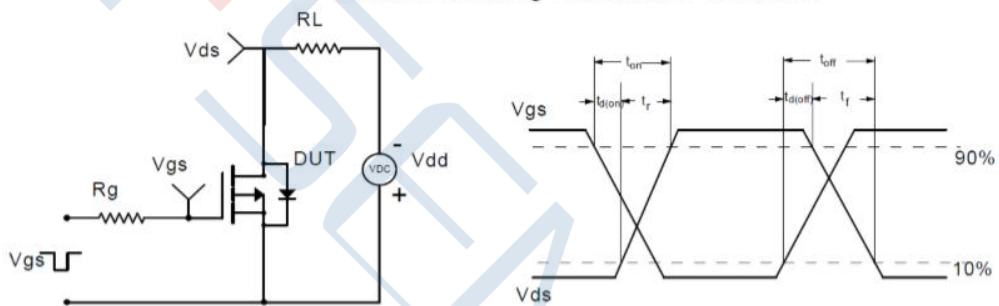 RL
Vds
Vgs
DUT
-
Vdd
VDC
+
Rg
Vgs
ton
toff
td(on)
tr
td(off)
tf
Vgs
90%
10%
Vds